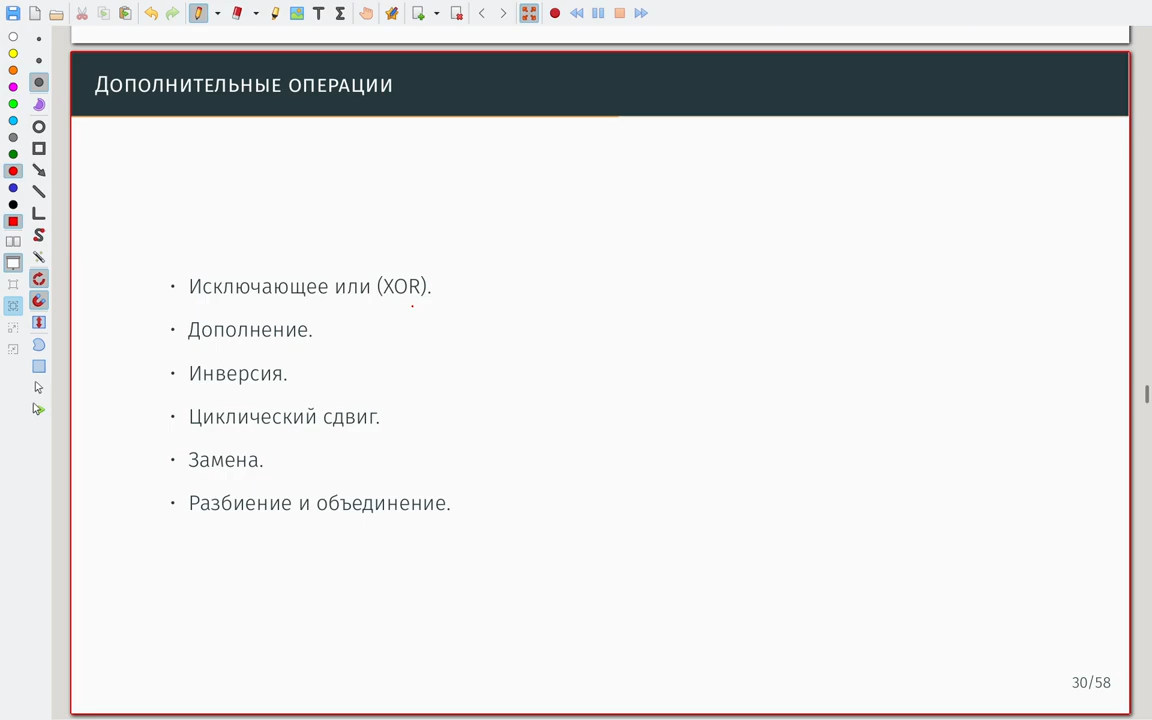 Дополнительные операции
• Исключающее или (XOR).
• Дополнение.
• Инверсия.
• Циклический сдвиг.
• Замена.
• Разбиение и объединение.
30/58